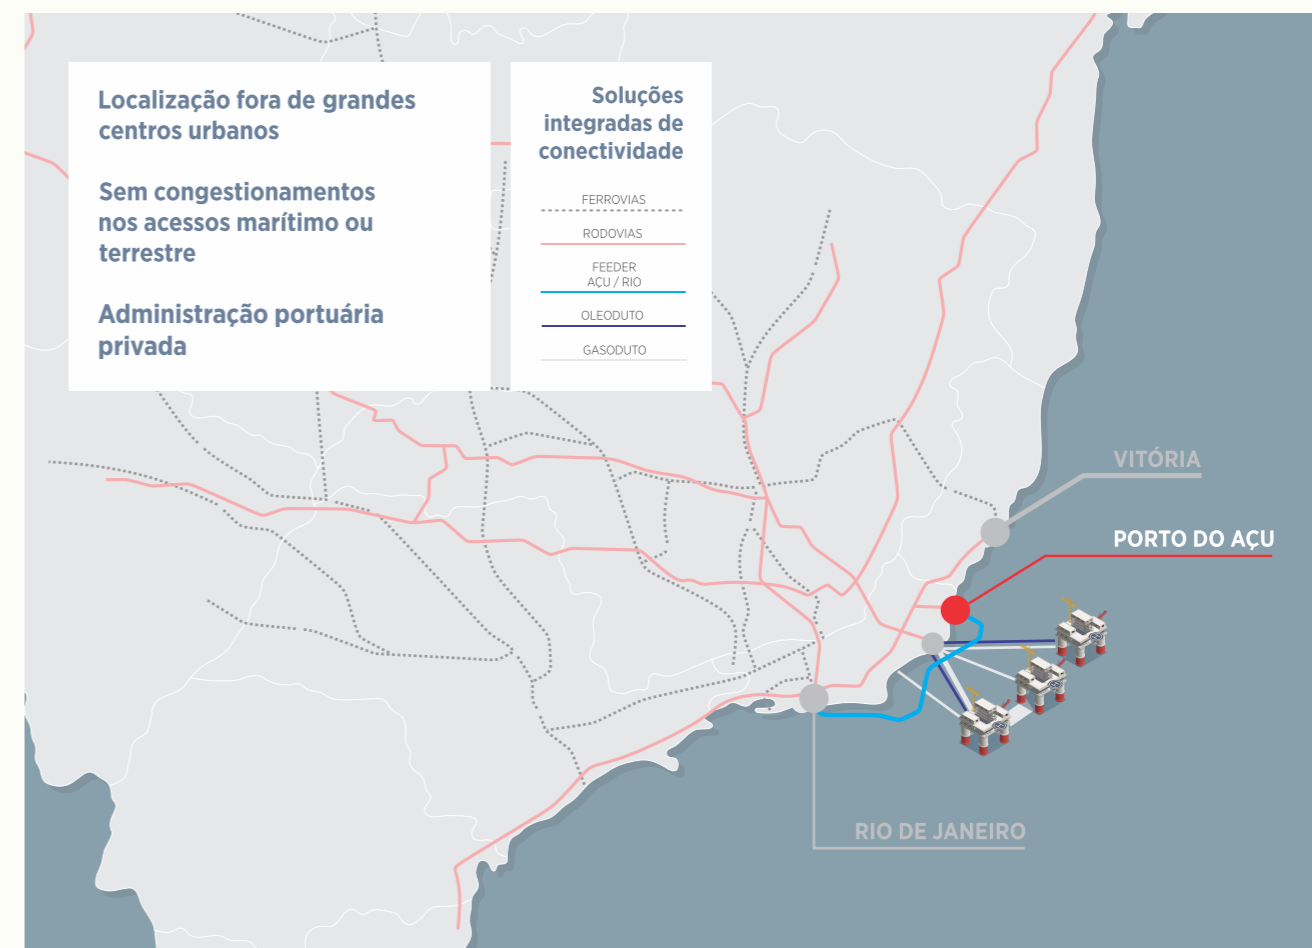 Localização fora de grandes
centros urbanos
Sem congestionamentos
nos acessos marítimo ou
terrestre
Administração portuária
privada
Soluções
integradas de
conectividade
FERROVIAS
RODOVIAS
FEEDER
AÇU / RIO
OLEODUTO
GASODUTO
VITÓRIA
PORTO DO AÇU
RIO DE JANEIRO